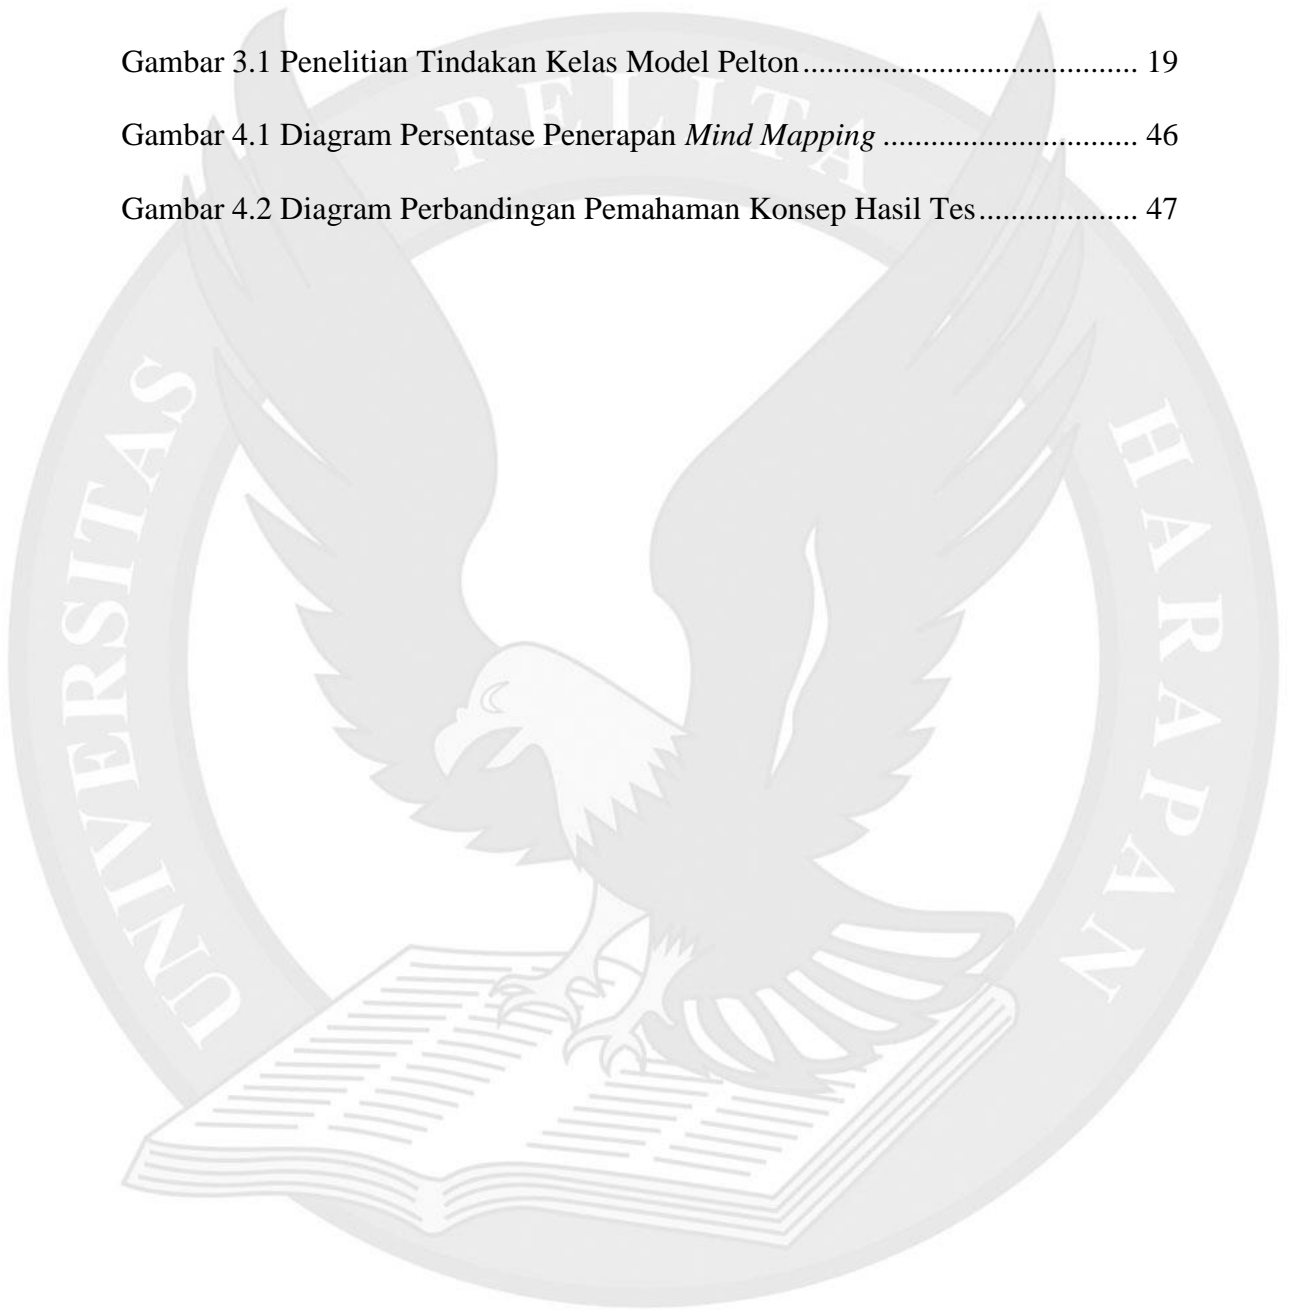 Gambar 3.1 Penelitian Tindakan Kelas Model Pelton.......................................... 19
Gambar 4.1 Diagram Persentase Penerapan Mind Mapping ................................ 46
Gambar 4.2 Diagram Perbandingan Pemahaman Konsep Hasil Tes.................... 47
UNIVERSITAS PELITA HARAPAN